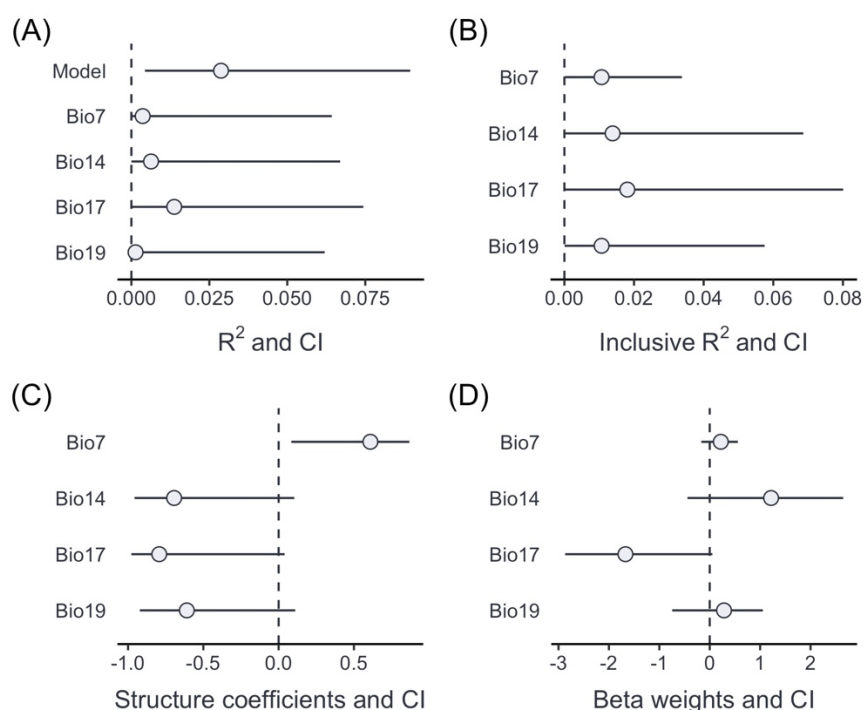 (A)
Model
Bio7
Bio14
Bio17
Bio19
0.000 0.025 0.050 0.075
R² and CI
(B)
Bio7
Bio14
Bio17
Bio19
0.00 0.02 0.04 0.06 0.08
Inclusive R² and CI
(C)
Bio7
Bio14
Bio17
Bio19
-1.0 -0.5 0.0 0.5
Structure coefficients and CI
(D)
Bio7
Bio14
Bio17
Bio19
-3 -2 -1 0 1 2
Beta weights and CI